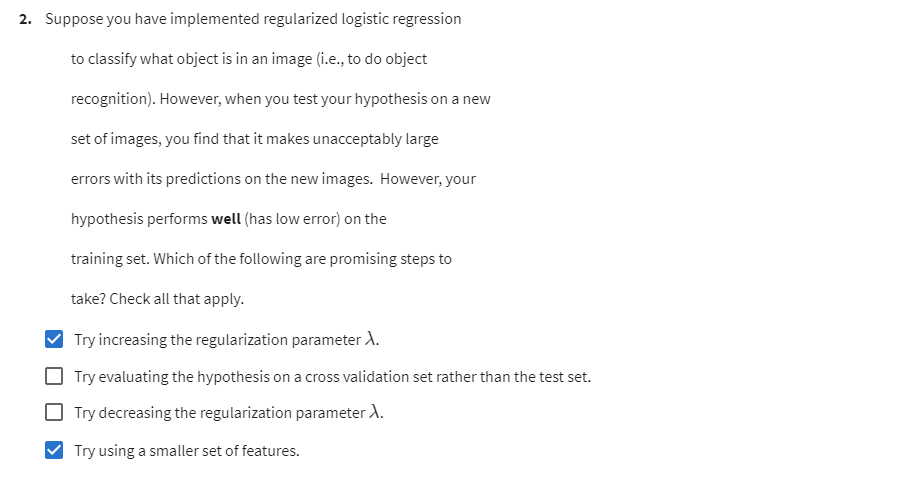 2. Suppose you have implemented regularized logistic regression
to classify what object is in an image (i.e., to do object
recognition). However, when you test your hypothesis on a new
set of images, you find that it makes unacceptably large
errors with its predictions on the new images. However, your
hypothesis performs well (has low error) on the
training set. Which of the following are promising steps to
take? Check all that apply.
Try increasing the regularization parameter λ.
Try evaluating the hypothesis on a cross validation set rather than the test set.
Try decreasing the regularization parameter λ.
Try using a smaller set of features.